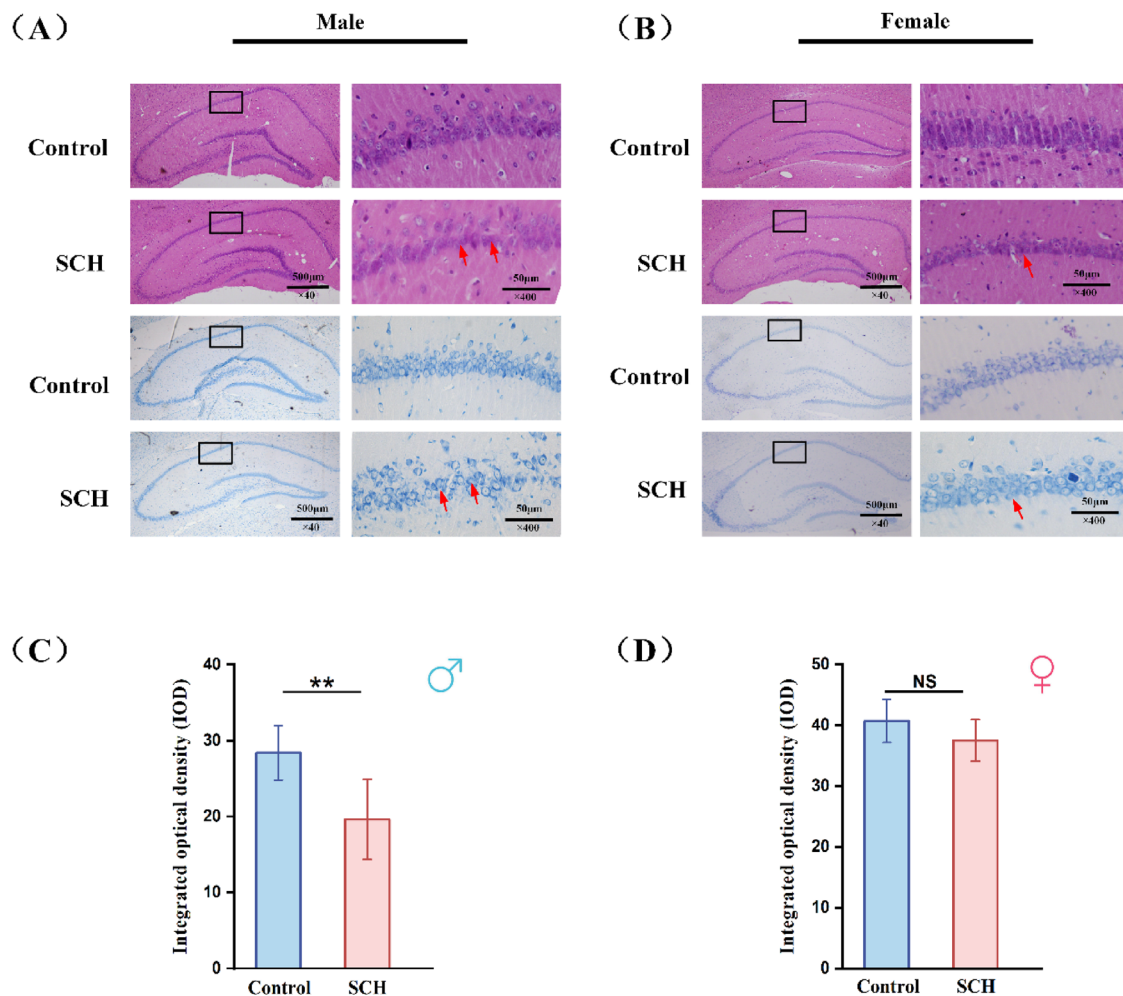 （A）
Male
Control
SCH
500μm
×40
50μm
×400
Control
SCH
500μm
×40
50μm
×400
（B）
Female
Control
SCH
500μm
×40
50μm
×400
Control
SCH
500μm
×40
50μm
×400
（C）
Integrated optical density (IOD)
40
30
20
10
0
**
Control
SCH
（D）
Integrated optical density (IOD)
50
40
30
20
10
0
NS
Control
SCH